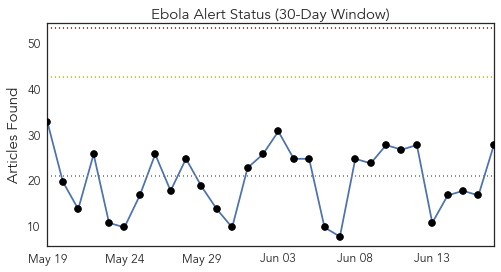 Ebola Alert Status (30-Day Window)
Articles Found
50
40
30
20
10
May 19 May 24 May 29 Jun 03 Jun 08 Jun 13